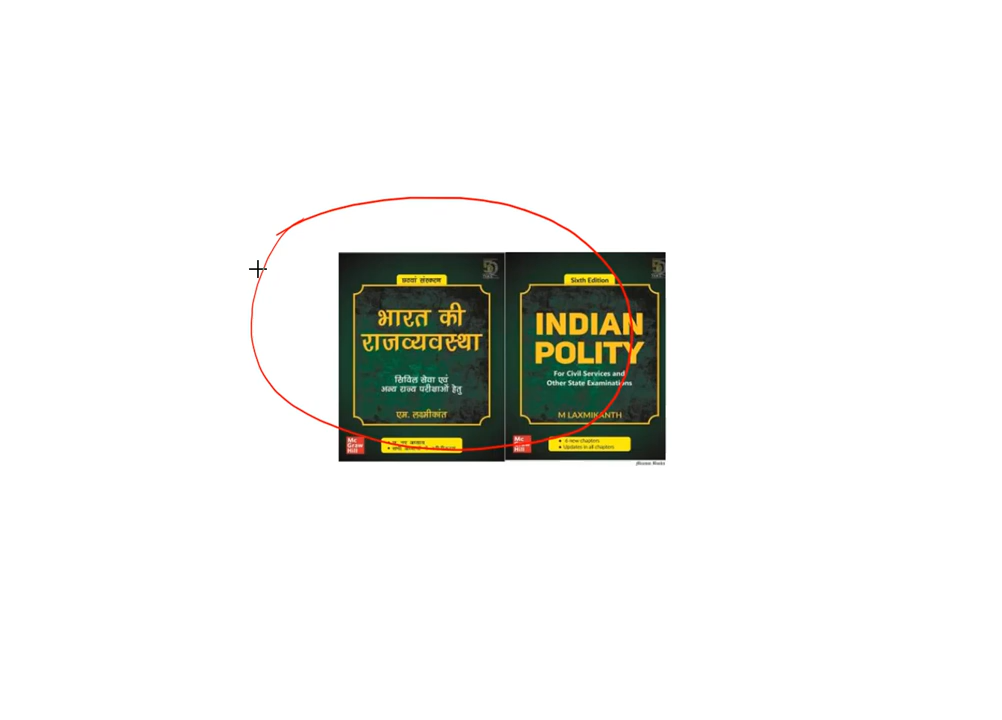 छठवां संस्करण
भारत की
राजव्यवस्था
सिविल सेवा एवं
अन्य राज्य परीक्षाओं हेतु
एम. लक्ष्मीकांत
Mc
Graw
Hill
Sixth Edition
INDIAN
POLITY
For Civil Services and
Other State Examinations
M LAXMIKANTH
Mc
Graw
Hill
• 4 new chapters
• Updates in all chapters